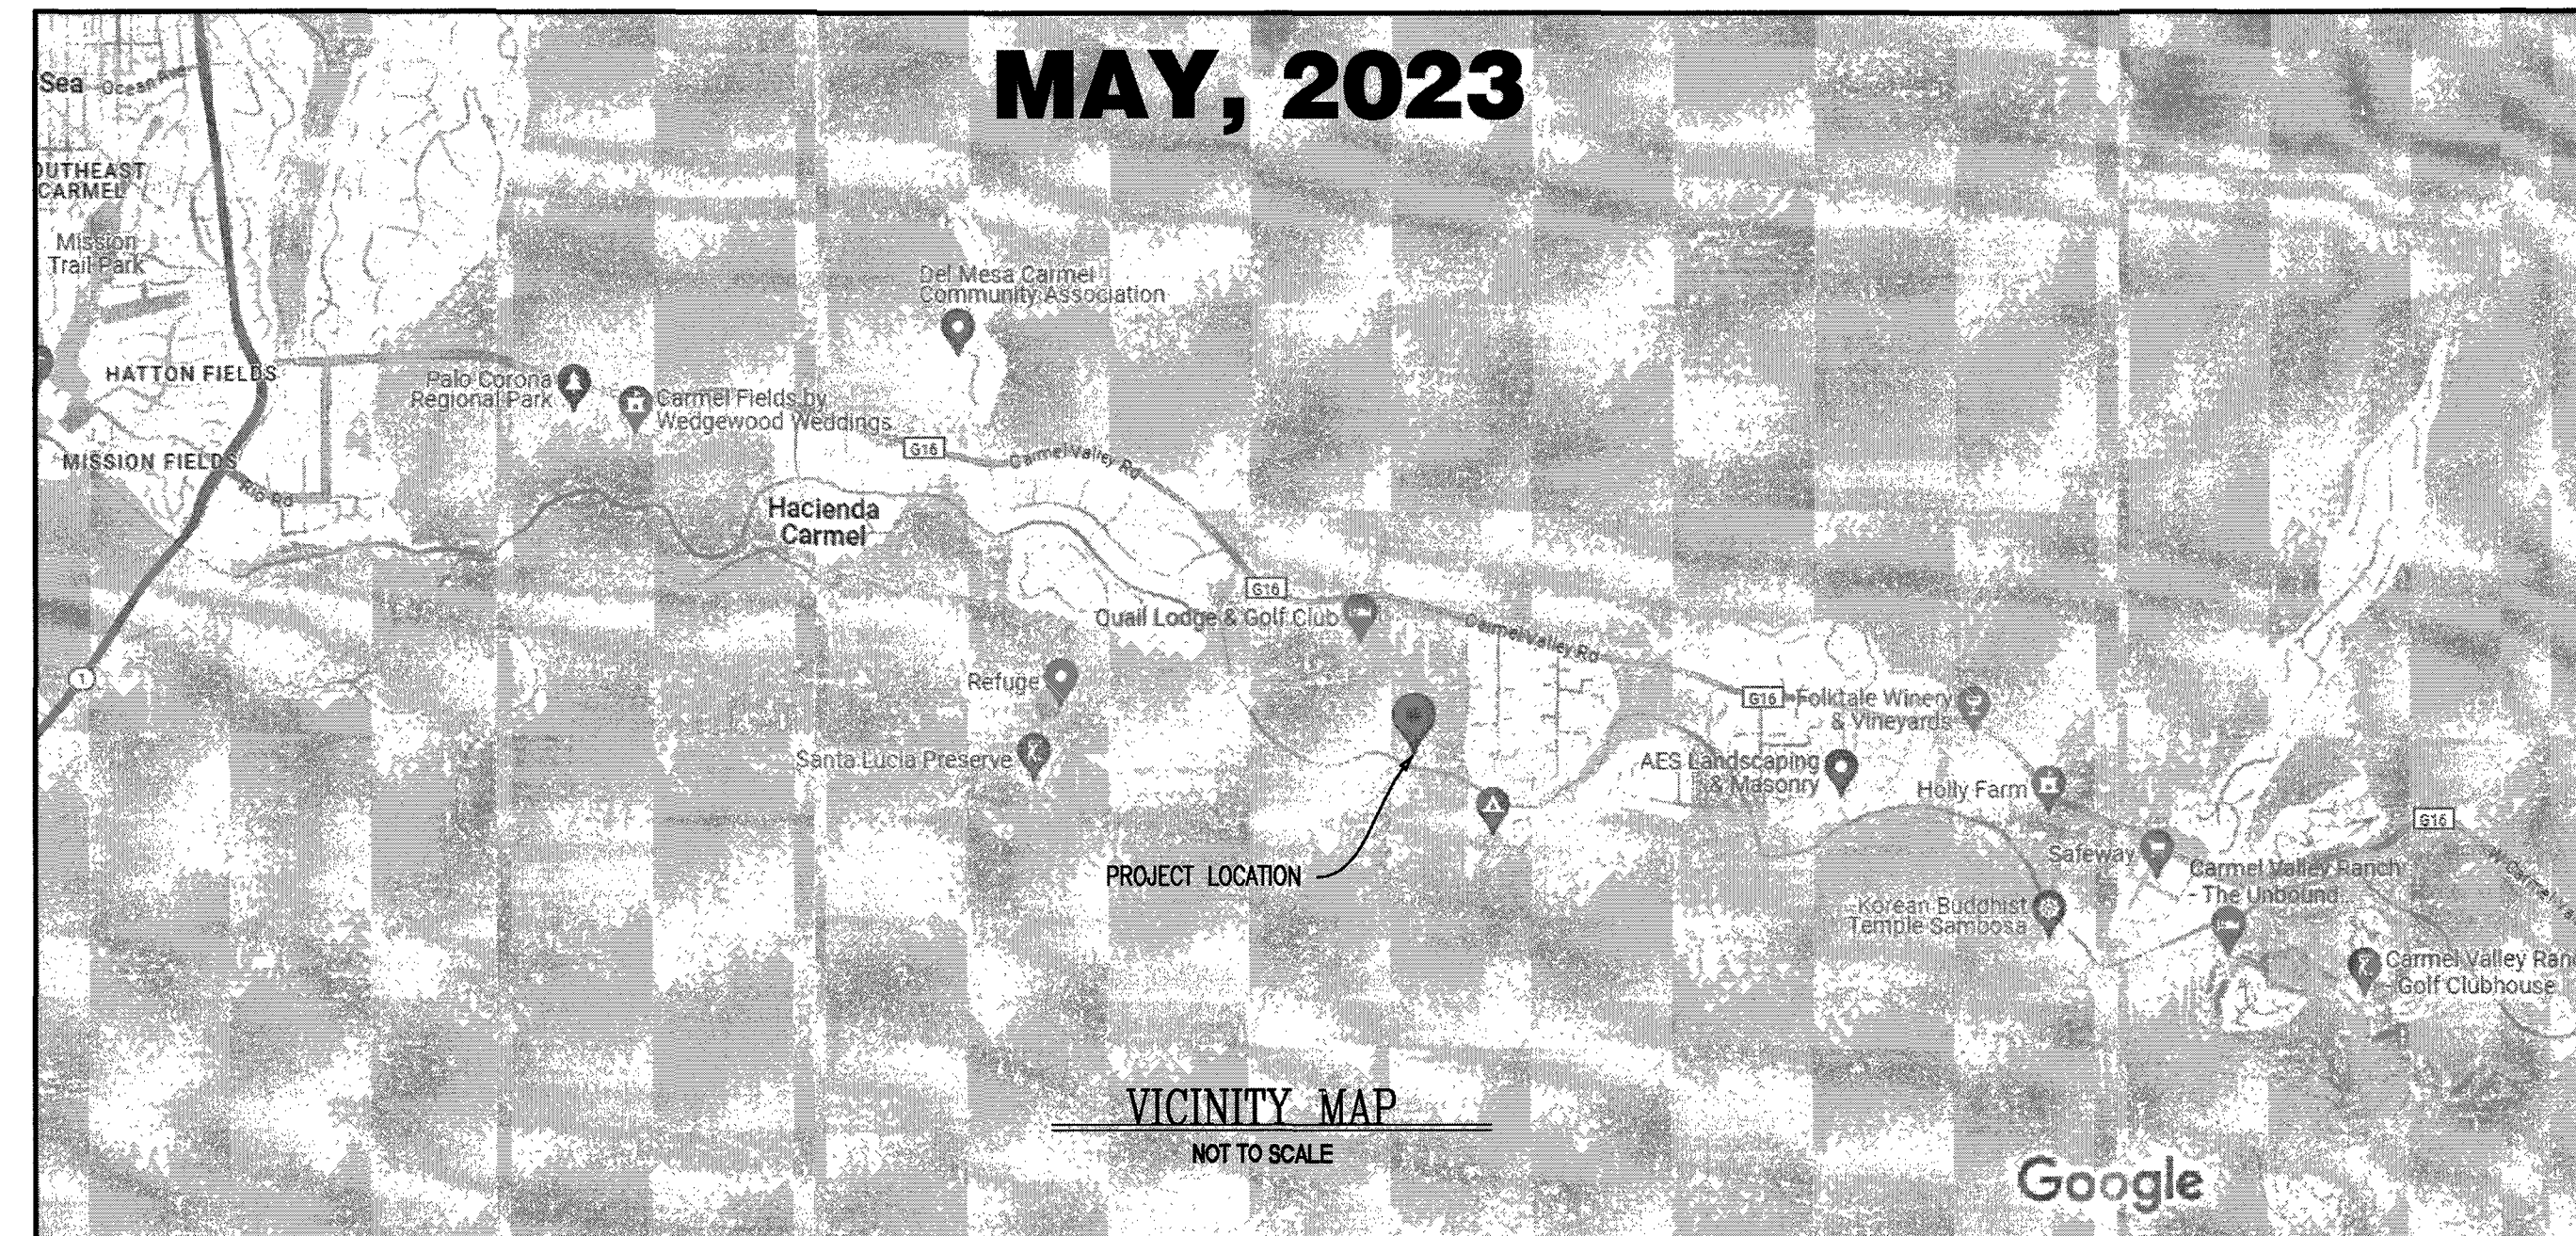 MAY, 2023
Sea
Ocean Ave
OUTHEAST
CARMEL
Mission
Trail Park
Del Mesa Carmel
Community Association
HATTON FIELDS
Palo Corona
Regional Park
Carmel Fields by
Wedgewood Weddings
MISSION FIELDS
Rio Rd
G16
Carmel Valley Rd
Hacienda
Carmel
G16
Quail Lodge & Golf Club
Carmel Valley Rd
1
Refuge
Santa Lucia Preserve
G16
Folktale Winery
& Vineyards
AES Landscaping
& Masonry
Holly Farm
G16
PROJECT LOCATION
Safeway
Carmel Valley Ranch
- The Unbound...
Korean Buddhist
Temple Sambosa
Carmel Valley Ran
Golf Clubhouse
VICINITY MAP
NOT TO SCALE
Google